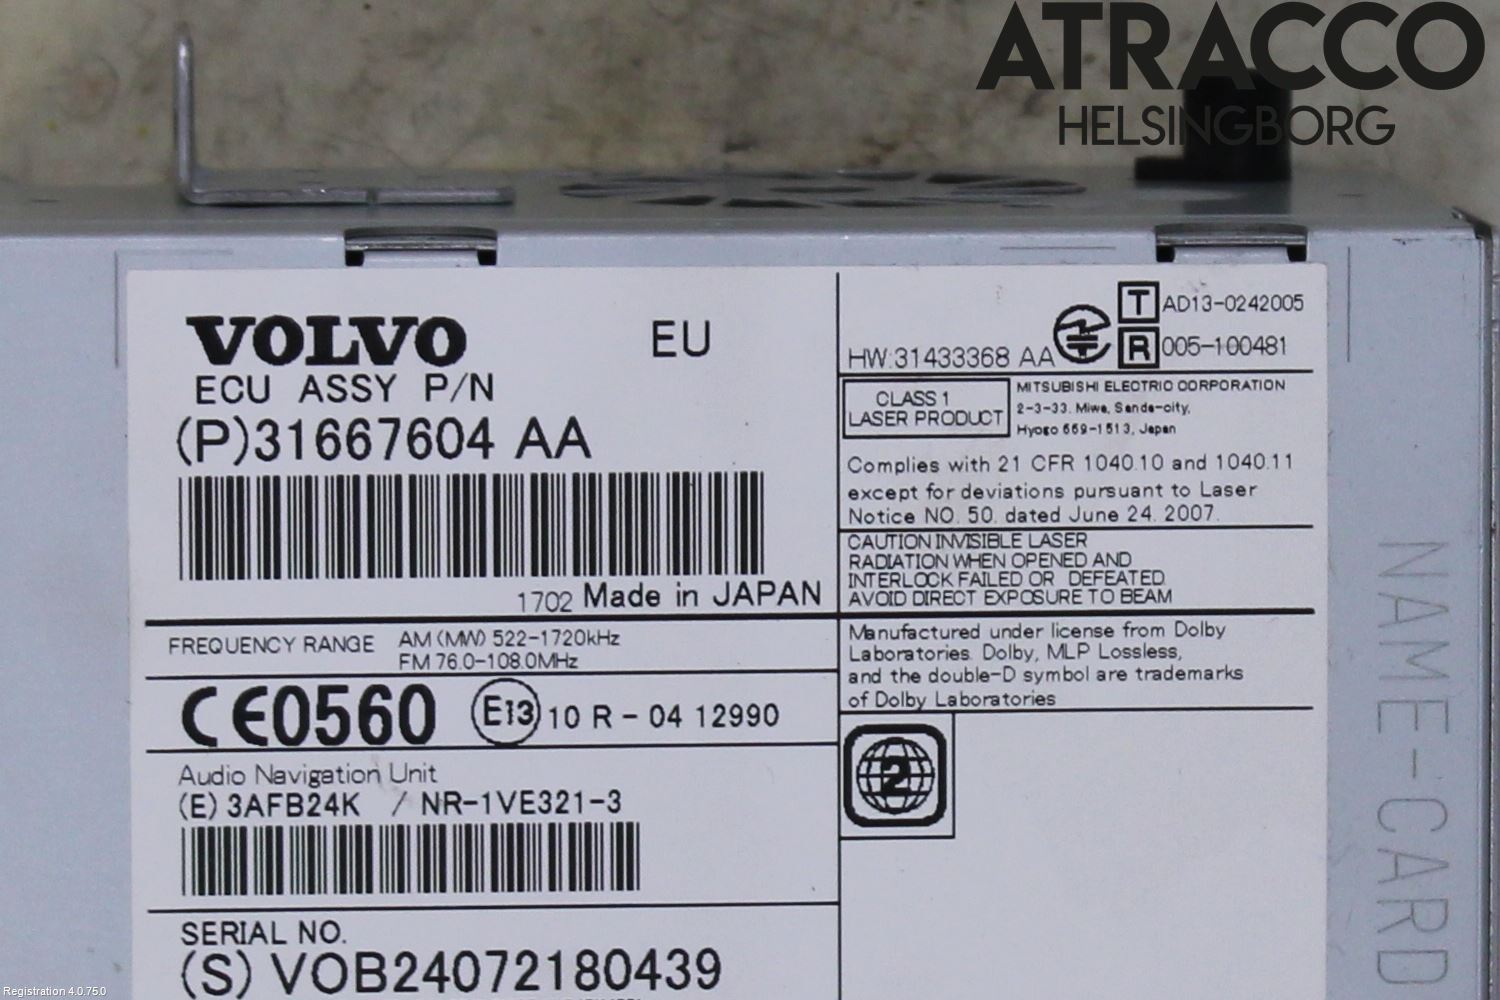 ATRACCO
HELSINGBORG
VOLVO
EU
ECU ASSY P/N
(P)31667604 AA
1702 Made in JAPAN
FREQUENCY RANGE
AM (MW) 522-1720kHz
FM 76.0-108.0MHz
CE0560
E13 10 R - 04 12990
Audio Navigation Unit
(E) 3AFB24K / NR-1VE321-3
SERIAL NO.
(S) VOB24072180439
HW:31433368 AA
T AD13-0242005
R 005-100481
CLASS 1
LASER PRODUCT
MITSUBISHI ELECTRIC CORPORATION
2-3-33. Miwa, Sanda-city,
Hyogo 669-1513, Japan
Complies with 21 CFR 1040.10 and 1040.11
except for deviations pursuant to Laser
Notice NO. 50, dated June 24. 2007.
CAUTION INVISIBLE LASER
RADIATION WHEN OPENED AND
INTERLOCK FAILED OR DEFEATED.
AVOID DIRECT EXPOSURE TO BEAM
Manufactured under license from Dolby
Laboratories. Dolby, MLP Lossless,
and the double-D symbol are trademarks
of Dolby Laboratories
2
NAME-CARD
Registration 4.0.75.0